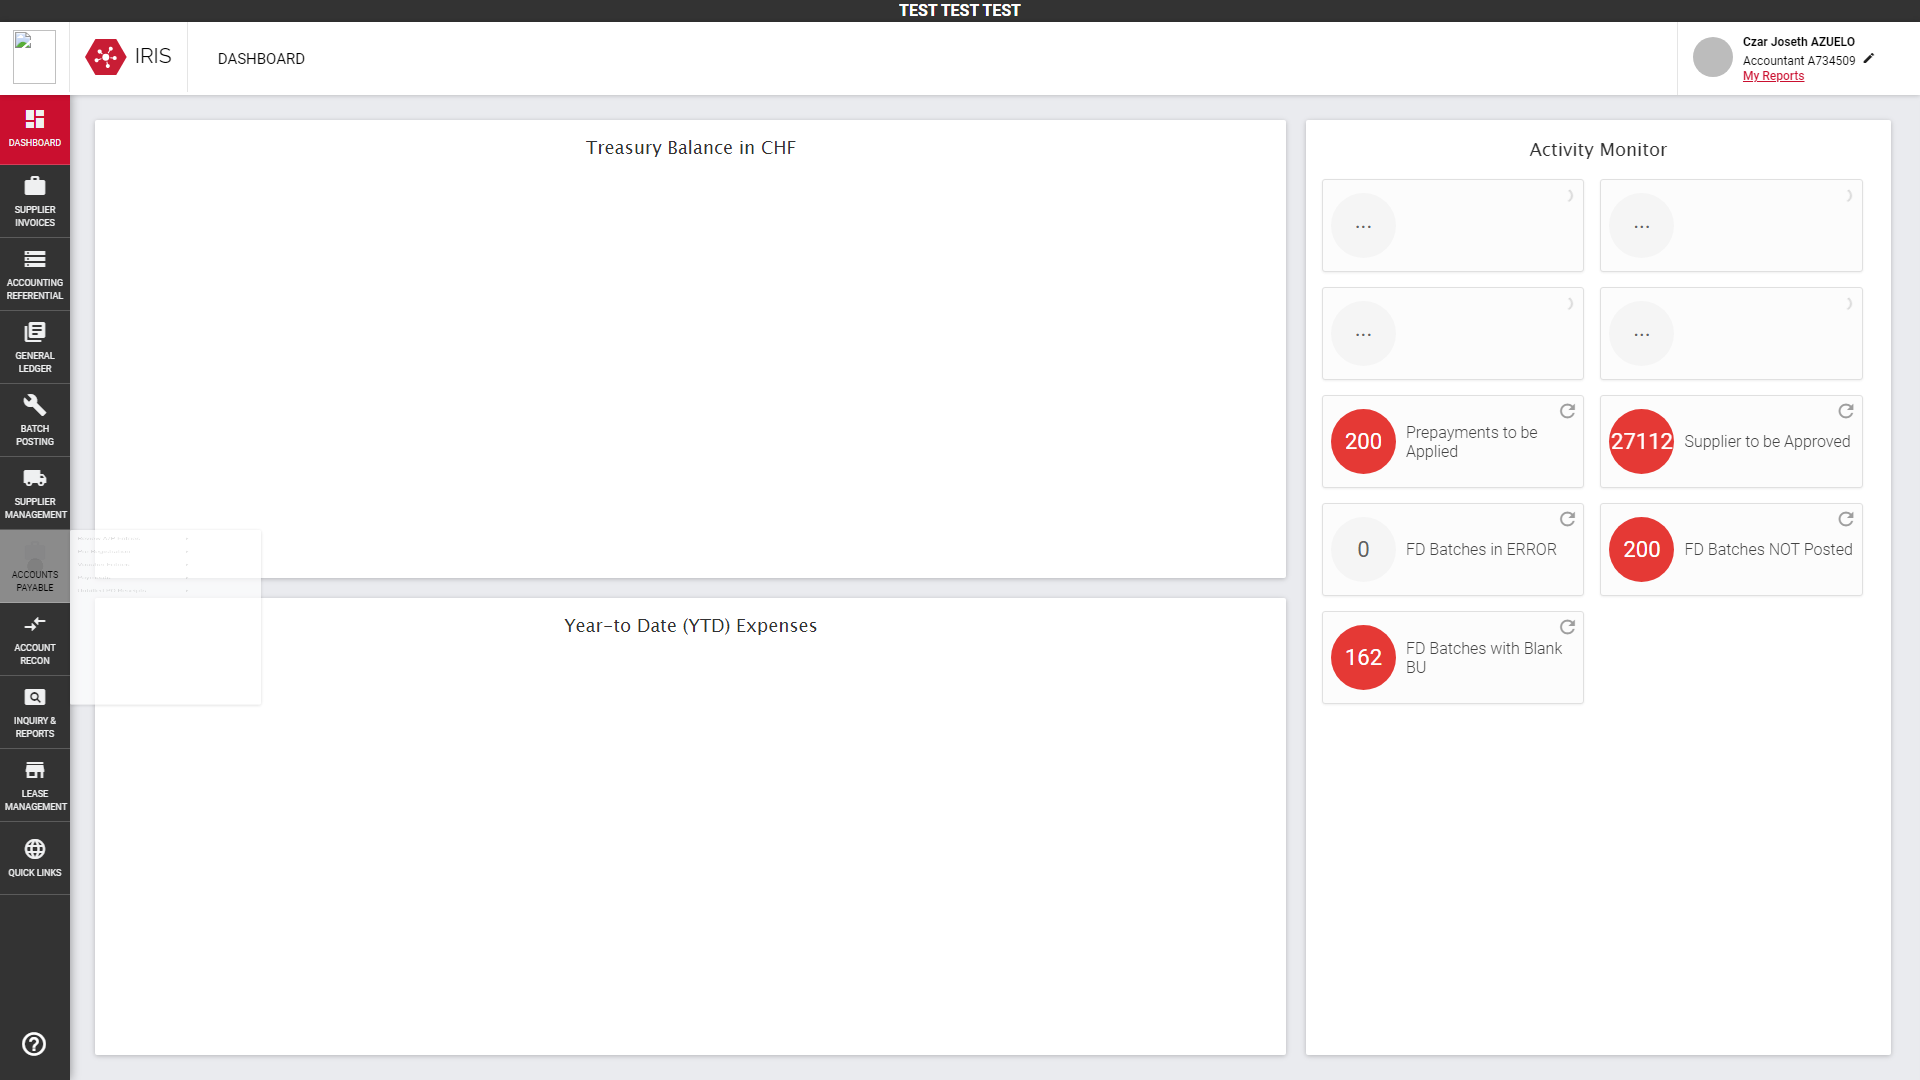 TEST TEST TEST
IRIS
DASHBOARD
Czar Joseth AZUELO
Accountant A734509
My Reports
DASHBOARD
SUPPLIER
INVOICES
ACCOUNTING
REFERENTIAL
GENERAL
LEDGER
BATCH
POSTING
SUPPLIER
MANAGEMENT
ACCOUNTS
PAYABLE
ACCOUNT
RECON
INQUIRY &
REPORTS
LEASE
MANAGEMENT
QUICK LINKS
Treasury Balance in CHF
Year-to Date (YTD) Expenses
Activity Monitor
...
...
...
...
200
Prepayments to be
Applied
27112
Supplier to be Approved
0
FD Batches in ERROR
200
FD Batches NOT Posted
162
FD Batches with Blank
BU